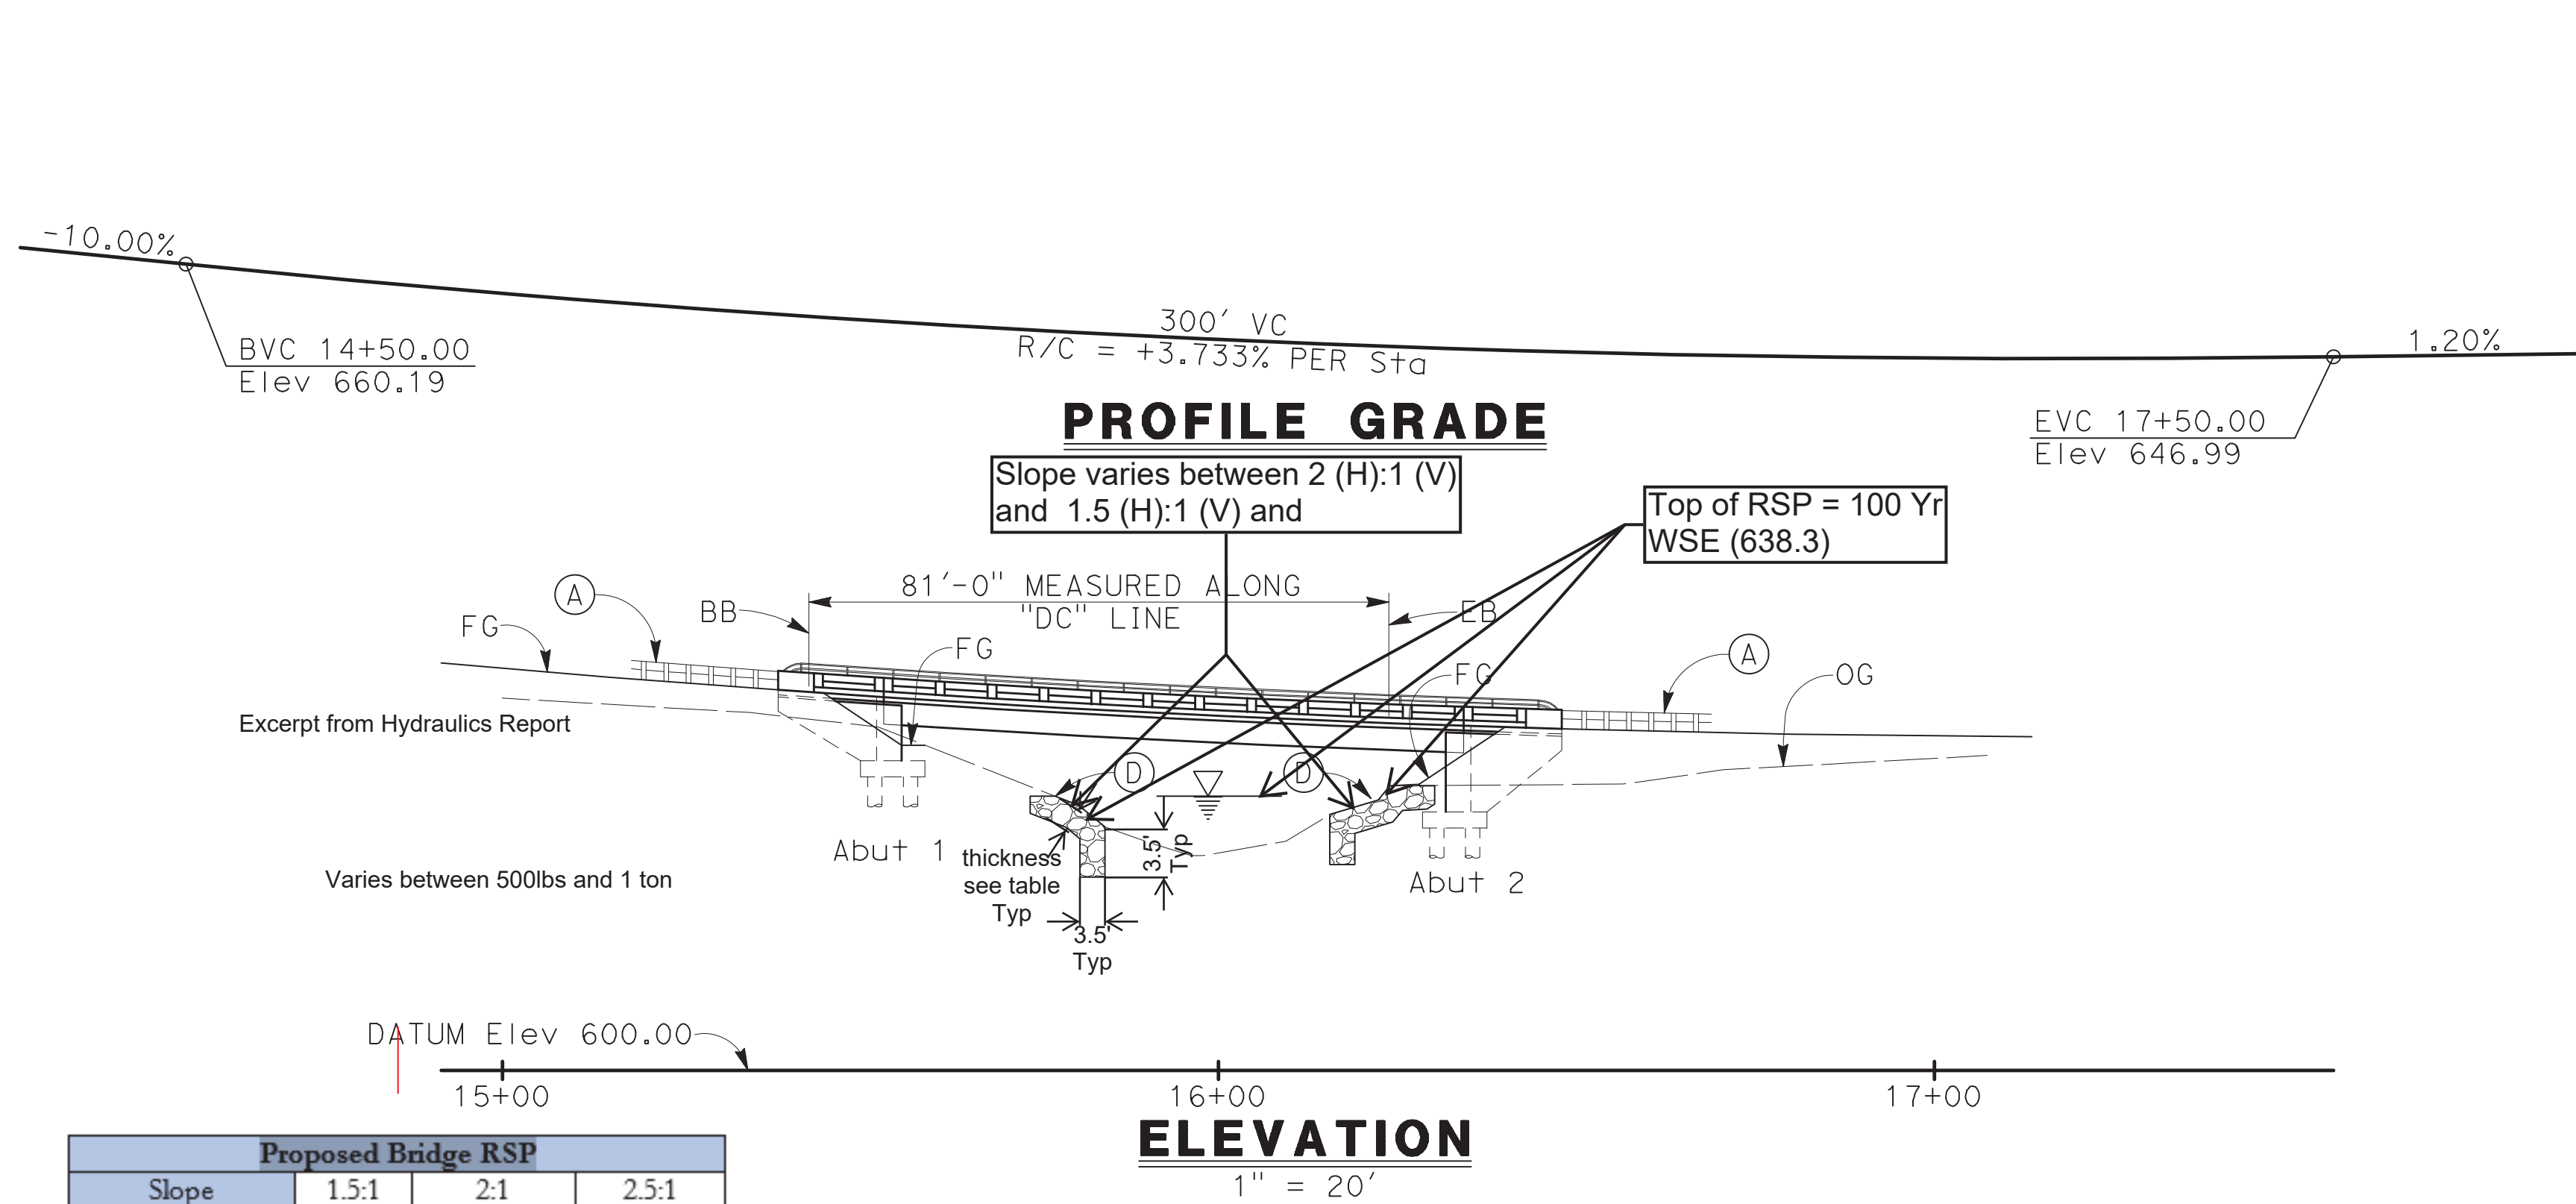 -10.00%
BVC 14+50.00
Elev 660.19
300' VC
R/C = +3.733% PER Sta
1.20%
EVC 17+50.00
Elev 646.99
PROFILE GRADE
Slope varies between 2 (H):1 (V)
and 1.5 (H):1 (V) and
Top of RSP = 100 Yr
WSE (638.3)
81'-0" MEASURED ALONG
"DC" LINE
FG
A
BB
FG
EB
FG
A
OG
Excerpt from Hydraulics Report
D
D
Abut 1
thickness
see table
Typ
3.5'
Typ
3.5'
Typ
Abut 2
Varies between 500lbs and 1 ton
DATUM Elev 600.00
15+00
16+00
17+00
ELEVATION
1" = 20'
Proposed Bridge RSP
Slope 1.5:1 2:1 2.5:1